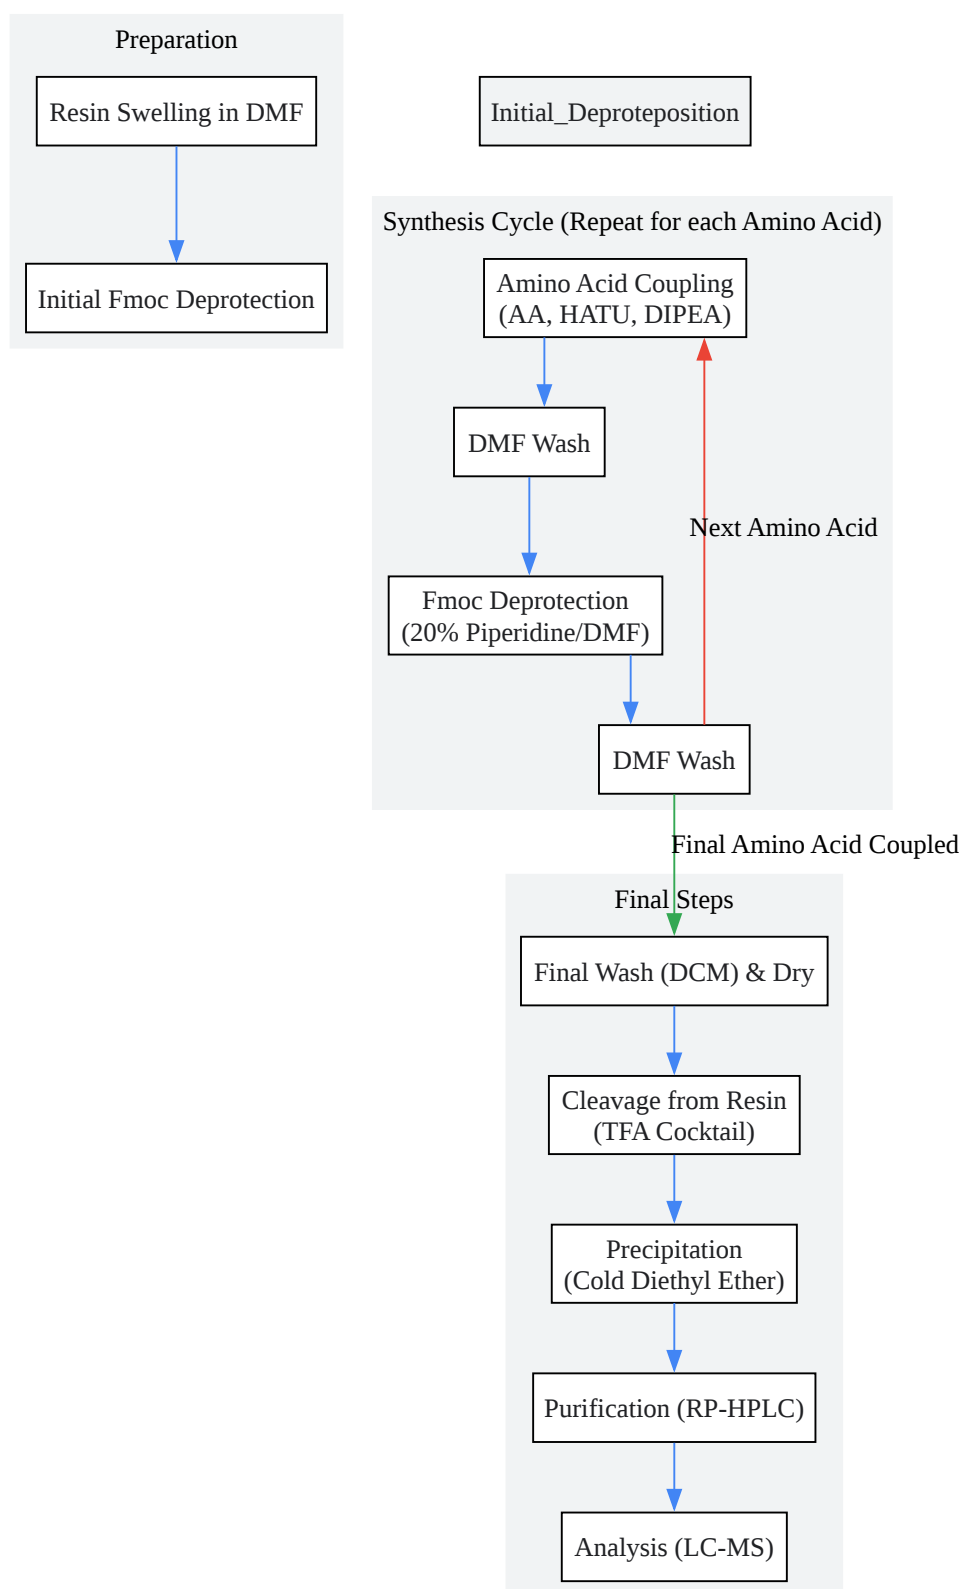 Preparation
Resin Swelling in DMF
Initial Fmoc Deprotection
Initial_Deproteposition
Synthesis Cycle (Repeat for each Amino Acid)
Amino Acid Coupling
(AA, HATU, DIPEA)
DMF Wash
Next Amino Acid
Fmoc Deprotection
(20% Piperidine/DMF)
DMF Wash
Final Amino Acid Coupled
Final Steps
Final Wash (DCM) & Dry
Cleavage from Resin
(TFA Cocktail)
Precipitation
(Cold Diethyl Ether)
Purification (RP-HPLC)
Analysis (LC-MS)